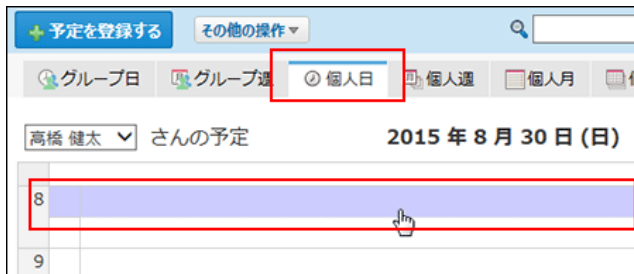 予定を登録する その他の操作
グループ日 グループ週 個人日 個人週 個人月
高橋 健太 さんの予定 2015 年 8 月 30 日 (日)
8
9